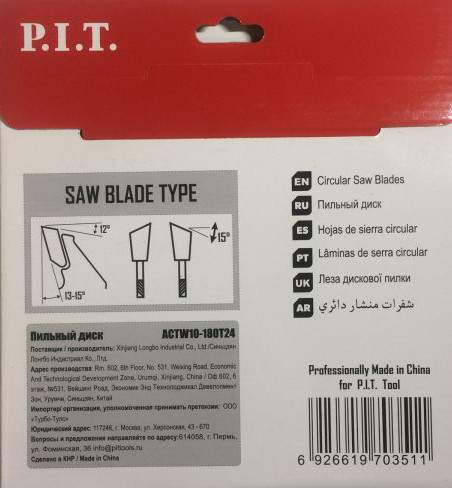 P.I.T.
SAW BLADE TYPE
12°
15°
13-15°
EN Circular Saw Blades
RU Пильный диск
ES Hojas de sierra circular
PT Lâminas de serra circular
UK Леза дискової пилки
AR شفرات منشار دائري
Пильный диск ACTW10-180T24
Поставщик / производитель: Xinjiang Longbo Industrial Co., Ltd./Синьцзян
Лонгбо Индастриал Ко., Лтд.
Адрес производства: Rm. 602, 6th Floor, No. 531, Weixing Road, Economic
And Technological Development Zone, Urumqi, Xinjiang, China / Оф.602, 6
этаж, №531, Вейшинг Роад, Экономик Энд Технолоджикал Девелопмент
Зон, Урумчи, Синьцзян, Китай
Импортер/ организация, уполномоченная принимать претензии: ООО
«Турбо-Тулс»
Юридический адрес: 117246, г. Москва, ул. Херсонская, 43 - 670
Вопросы и предложения направляйте по адресу:614058, г. Пермь,
ул. Фоминская, 36 info@pittools.ru
Сделано в КНР / Made in China
Professionally Made in China
for P.I.T. Tool
6 926619 703511